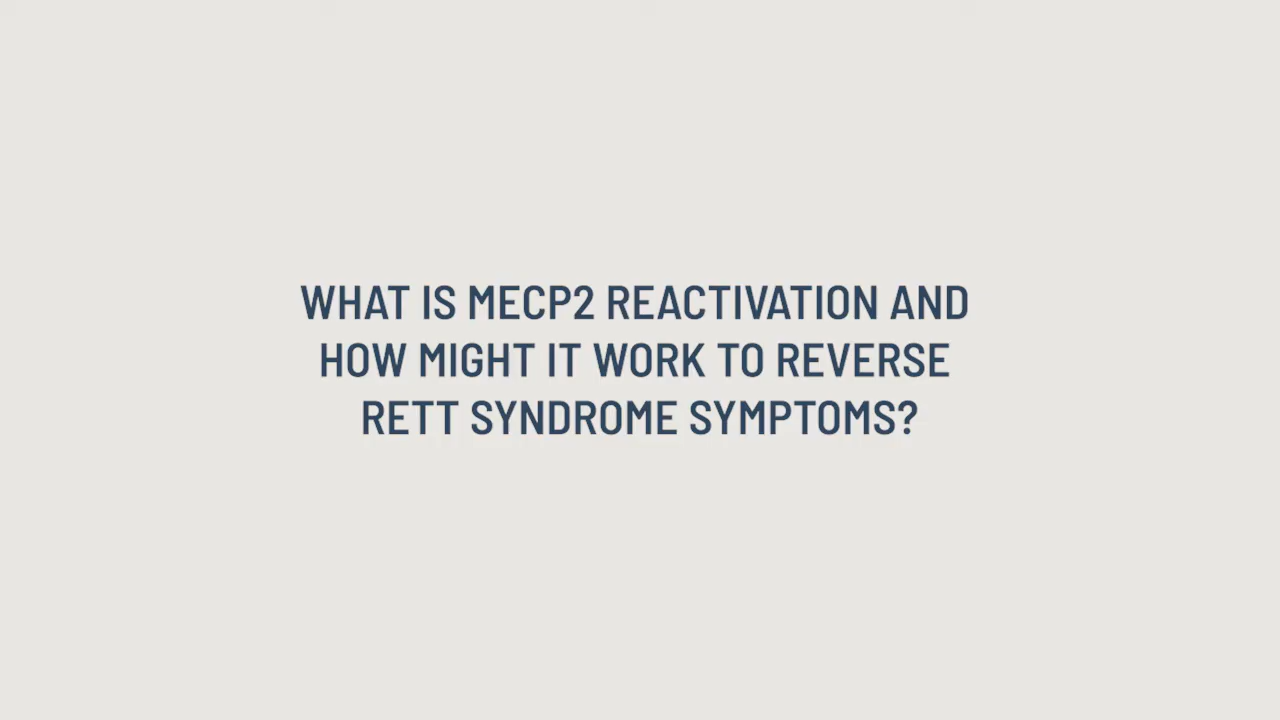 WHAT IS MECP2 REACTIVATION AND
HOW MIGHT IT WORK TO REVERSE
RETT SYNDROME SYMPTOMS?